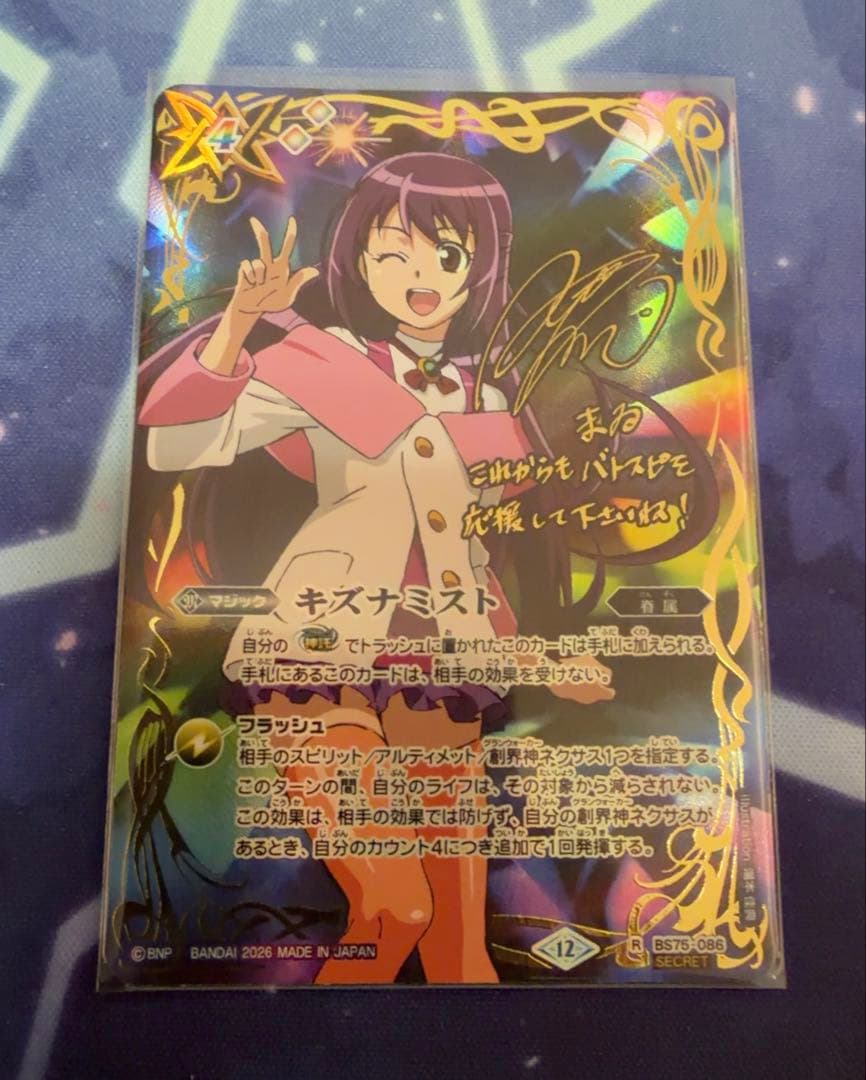 4
まゐ
これからもバトスピを
応援して下さいね!
マジック
キズナミスト
眷属
けんぞく
自分の 神託 でトラッシュに置かれたこのカードは手札に加えられる。
手札にあるこのカードは、相手の効果を受けない。
フラッシュ
相手のスピリット/アルティメット/創界神ネクサス1つを指定する。
このターンの間、自分のライフは、その対象から減らされない。
この効果は、相手の効果では防げず、自分の創界神ネクサスが
あるとき、自分のカウント4につき追加で1回発揮する。
Illustration
©BNP BANDAI 2026 MADE IN JAPAN
12
R BS75-086
SECRET